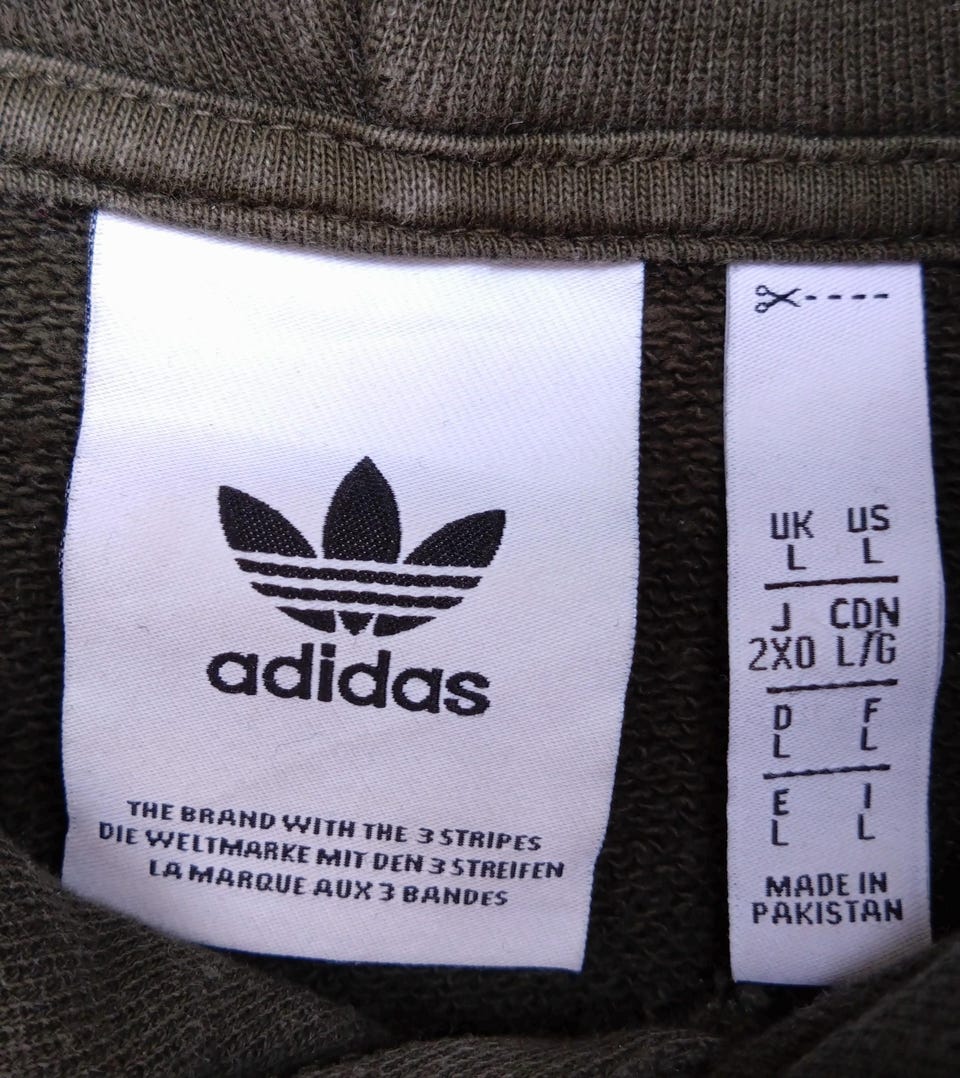 adidas
THE BRAND WITH THE 3 STRIPES
DIE WELTMARKE MIT DEN 3 STREIFEN
LA MARQUE AUX 3 BANDES
UK US
L L
J CDN
2XO L/G
D F
L L
E I
L L
MADE IN
PAKISTAN